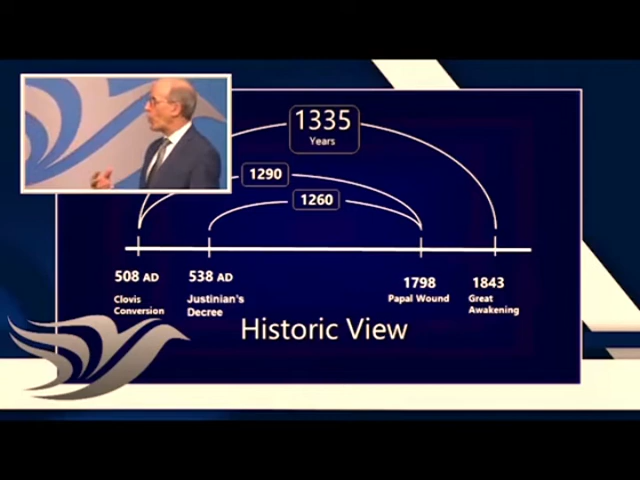 1335
Years
1290
1260
508 AD
538 AD
1798
1843
Clovis
Conversion
Justinian's
Decree
Papal Wound
Great
Awakening
Historic View